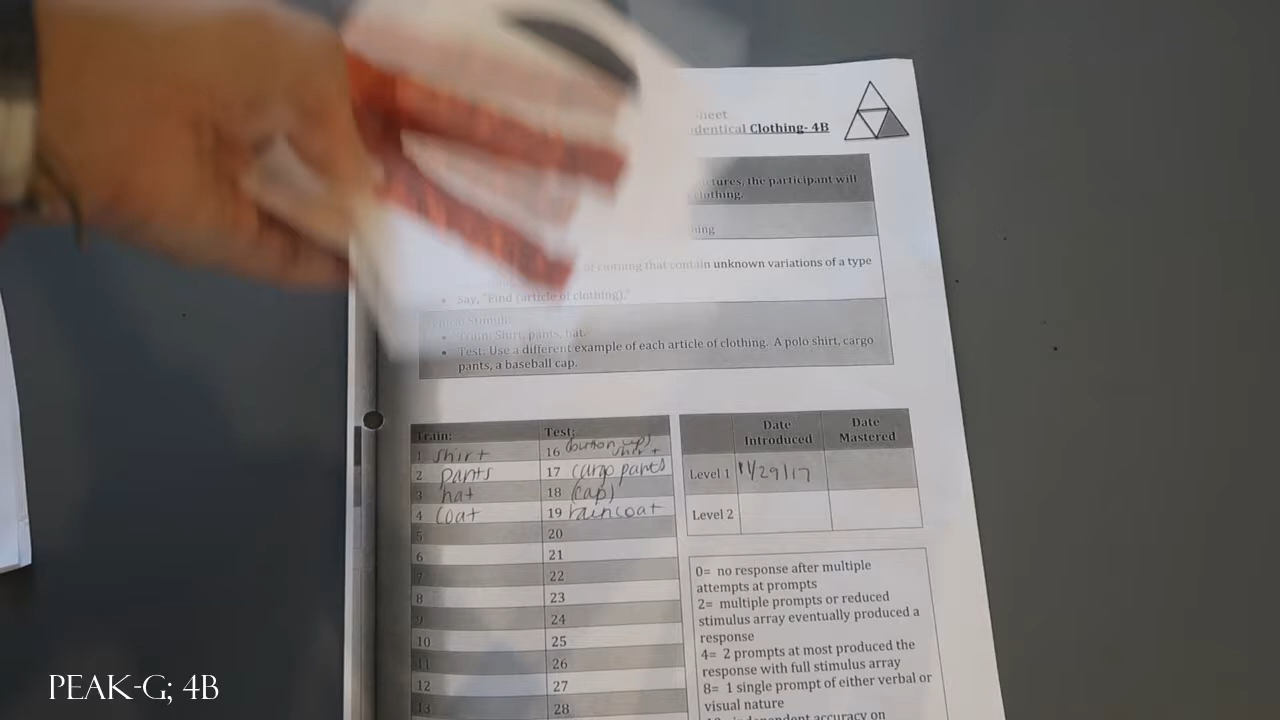 heet
dentical Clothing- 4B
ctures, the participant will
clothing.
hing
of clothing that contain unknown variations of a type
• Say, "Find (article of clothing)."
Stimuli:
• Train: Shirt, pants, hat.
• Test: Use a different example of each article of clothing. A polo shirt, cargo
pants, a baseball cap.
Train: Test:
1 shirt 16 (button up) shirt
2 pants 17 cargo pants
3 hat 18 (cap)
4 coat 19 raincoat
5 20
6 21
7 22
8 23
9 24
10 25
11 26
12 27
13 28
Date Introduced Date Mastered
Level 1 11/29/17
Level 2
0= no response after multiple
attempts at prompts
2= multiple prompts or reduced
stimulus array eventually produced a
response
4= 2 prompts at most produced the
response with full stimulus array
8= 1 single prompt of either verbal or
visual nature
independent accuracy on
PEAK-G; 4B